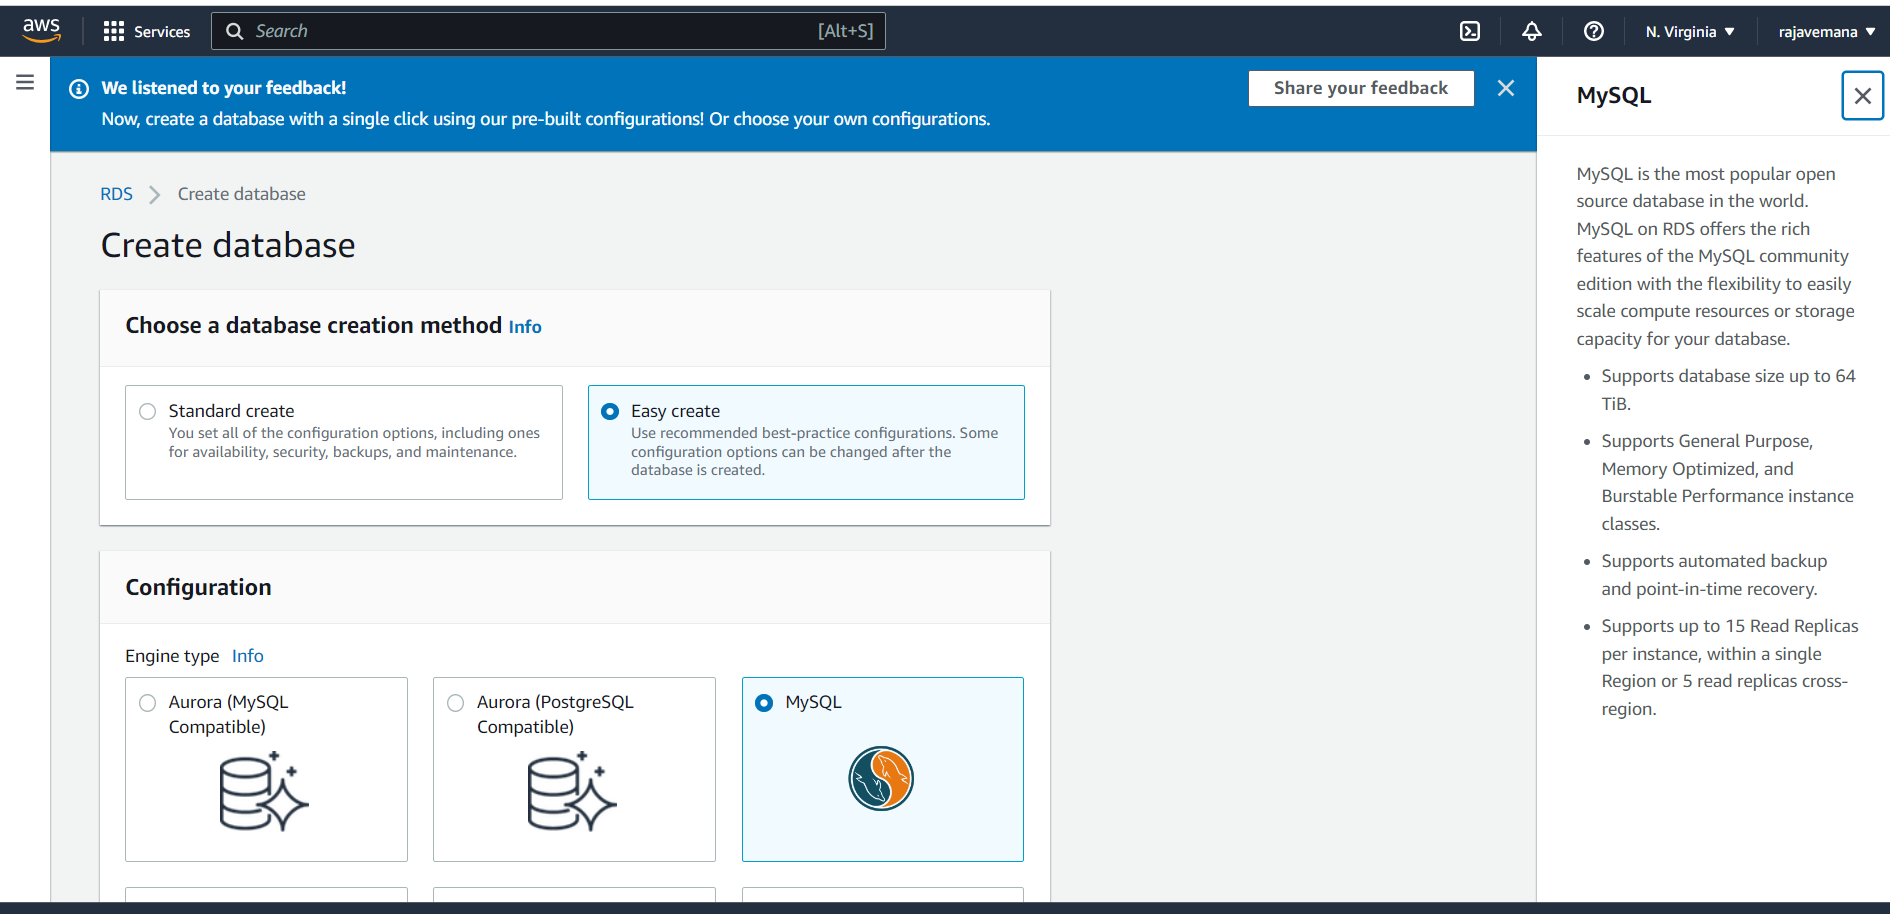 aws
Services
Search
[Alt+S]
N. Virginia
rajavemana
We listened to your feedback!
Now, create a database with a single click using our pre-built configurations! Or choose your own configurations.
Share your feedback
RDS
Create database
Create database
Choose a database creation method Info
Standard create
You set all of the configuration options, including ones
for availability, security, backups, and maintenance.
Easy create
Use recommended best-practice configurations. Some
configuration options can be changed after the
database is created.
Configuration
Engine type Info
Aurora (MySQL
Compatible)
Aurora (PostgreSQL
Compatible)
MySQL
MySQL
MySQL is the most popular open
source database in the world.
MySQL on RDS offers the rich
features of the MySQL community
edition with the flexibility to easily
scale compute resources or storage
capacity for your database.
• Supports database size up to 64
TiB.
• Supports General Purpose,
Memory Optimized, and
Burstable Performance instance
classes.
• Supports automated backup
and point-in-time recovery.
• Supports up to 15 Read Replicas
per instance, within a single
Region or 5 read replicas cross-
region.